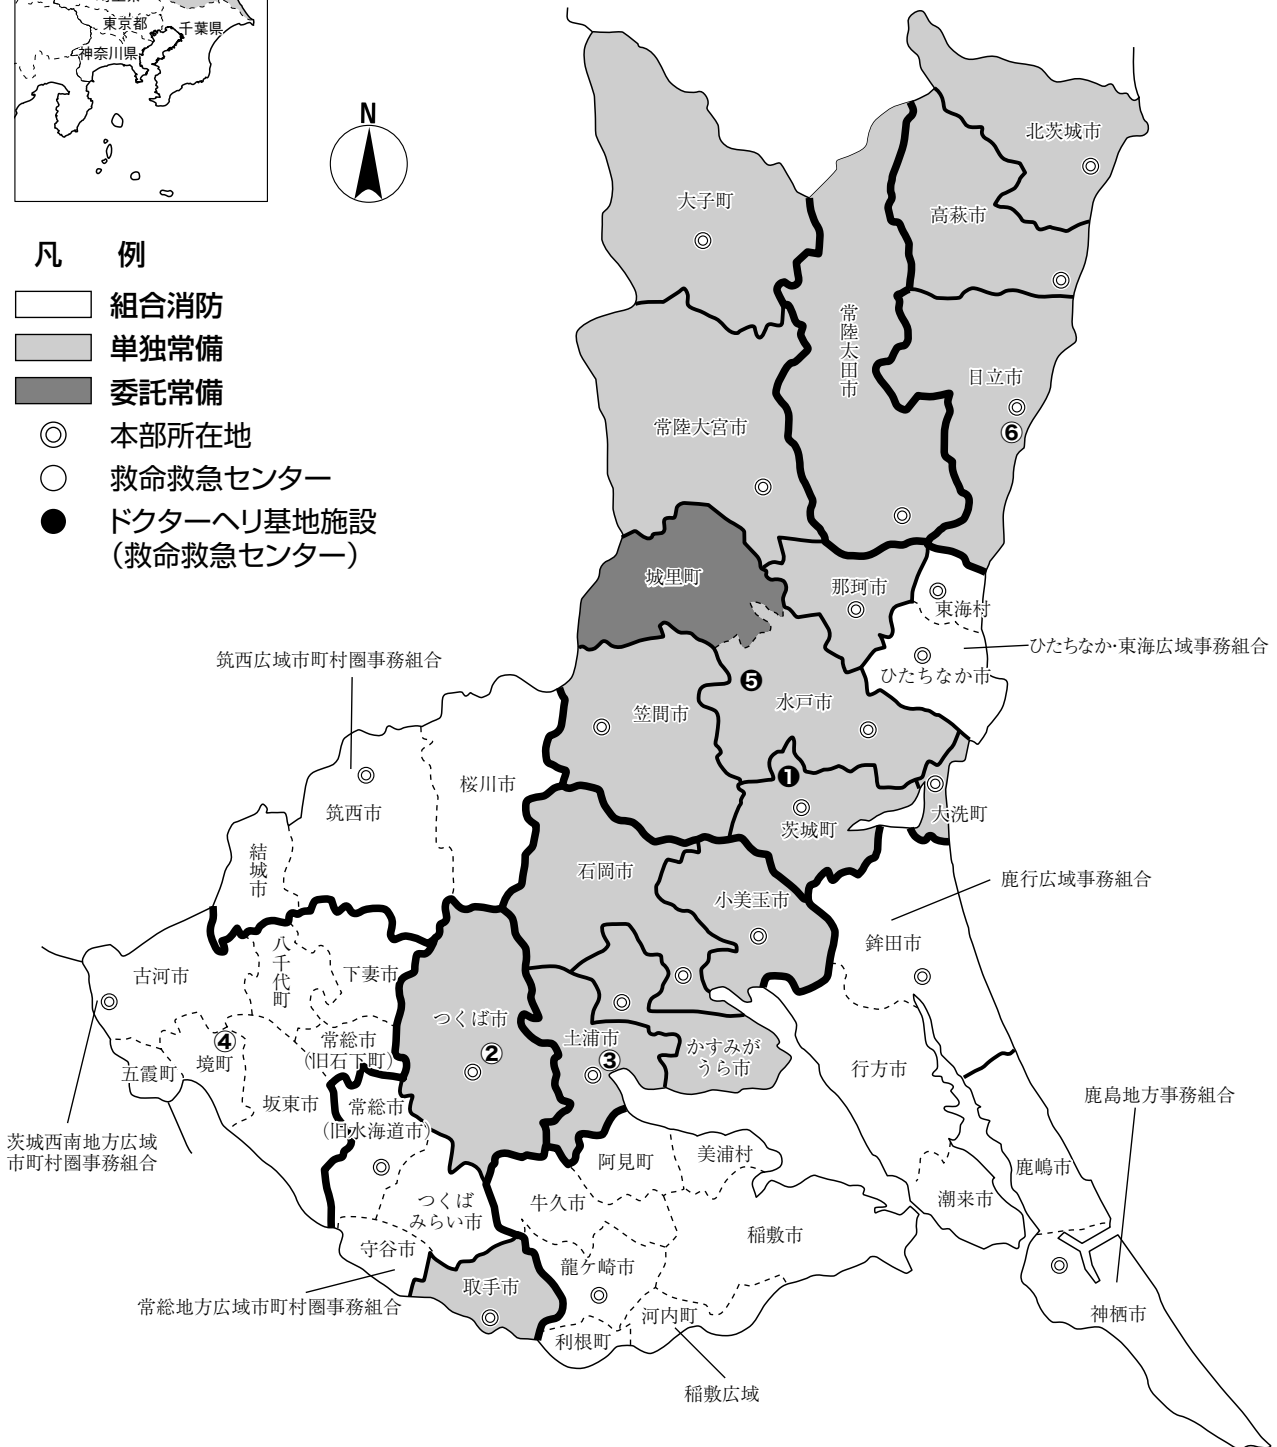 東京都
千葉県
神奈川県
N
凡 例
組合消防
単独常備
委託常備
本部所在地
救命救急センター
ドクターヘリ基地施設
(救命救急センター)
北茨城市
大子町
高萩市
常陸太田市
日立市
⑥
常陸大宮市
城里町
那珂市
東海村
ひたちなか・東海広域事務組合
ひたちなか市
筑西広域市町村圏事務組合
❺
水戸市
笠間市
桜川市
❶
筑西市
茨城町
大洗町
結城市
石岡市
小美玉市
鹿行広域事務組合
鉾田市
八千代町
下妻市
古河市
つくば市
②
土浦市
③
かすみが
うら市
④
境町
常総市
(旧石下町)
五霞町
行方市
坂東市
常総市
(旧水海道市)
鹿島地方事務組合
茨城西南地方広域
市町村圏事務組合
阿見町
美浦村
鹿嶋市
潮来市
牛久市
つくば
みらい市
稲敷市
守谷市
龍ケ崎市
取手市
常総地方広域市町村圏事務組合
河内町
神栖市
利根町
稲敷広域